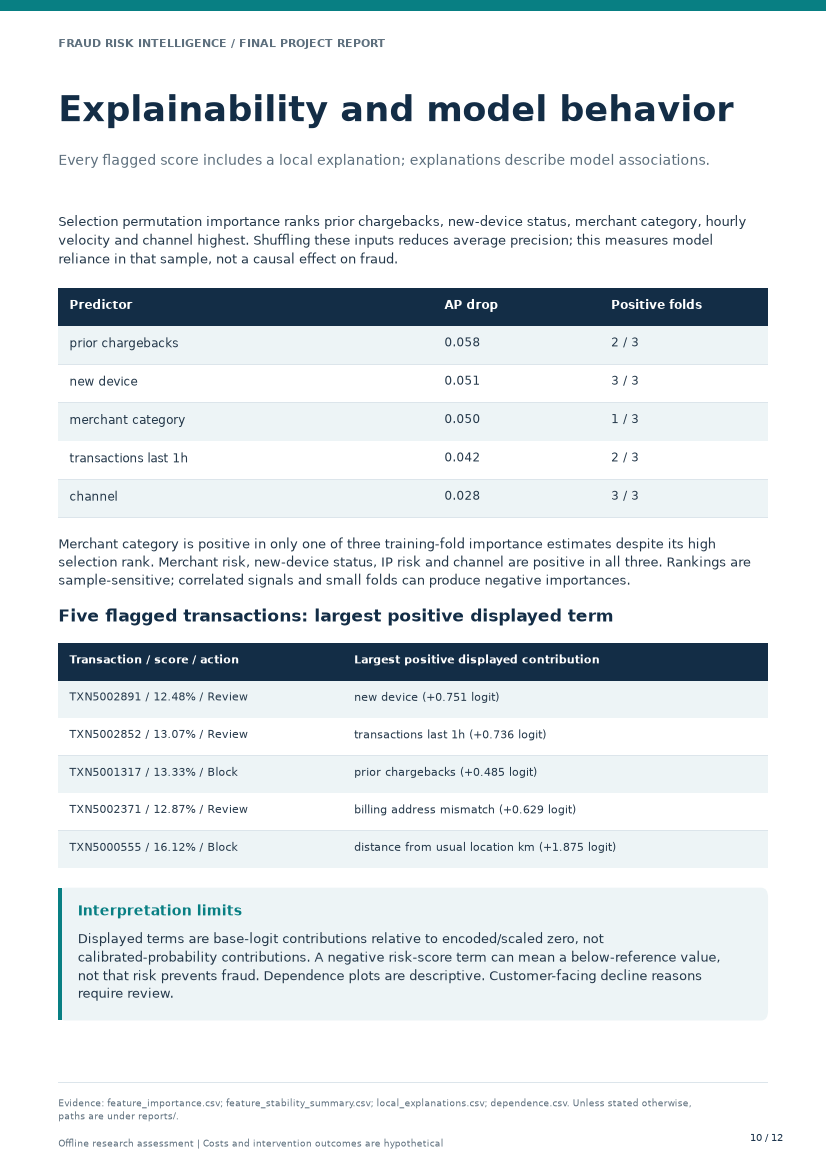 FRAUD RISK INTELLIGENCE / FINAL PROJECT REPORT
Explainability and model behavior
Every flagged score includes a local explanation; explanations describe model associations.
Selection permutation importance ranks prior chargebacks, new-device status, merchant category, hourly
velocity and channel highest. Shuffling these inputs reduces average precision; this measures model
reliance in that sample, not a causal effect on fraud.
Predictor AP drop Positive folds
prior chargebacks 0.058 2 / 3
new device 0.051 3 / 3
merchant category 0.050 1 / 3
transactions last 1h 0.042 2 / 3
channel 0.028 3 / 3
Merchant category is positive in only one of three training-fold importance estimates despite its high
selection rank. Merchant risk, new-device status, IP risk and channel are positive in all three. Rankings are
sample-sensitive; correlated signals and small folds can produce negative importances.
Five flagged transactions: largest positive displayed term
Transaction / score / action Largest positive displayed contribution
TXN5002891 / 12.48% / Review new device (+0.751 logit)
TXN5002852 / 13.07% / Review transactions last 1h (+0.736 logit)
TXN5001317 / 13.33% / Block prior chargebacks (+0.485 logit)
TXN5002371 / 12.87% / Review billing address mismatch (+0.629 logit)
TXN5000555 / 16.12% / Block distance from usual location km (+1.875 logit)
Interpretation limits
Displayed terms are base-logit contributions relative to encoded/scaled zero, not
calibrated-probability contributions. A negative risk-score term can mean a below-reference value,
not that risk prevents fraud. Dependence plots are descriptive. Customer-facing decline reasons
require review.
Evidence: feature_importance.csv; feature_stability_summary.csv; local_explanations.csv; dependence.csv. Unless stated otherwise,
paths are under reports/.
Offline research assessment | Costs and intervention outcomes are hypothetical
10 / 12